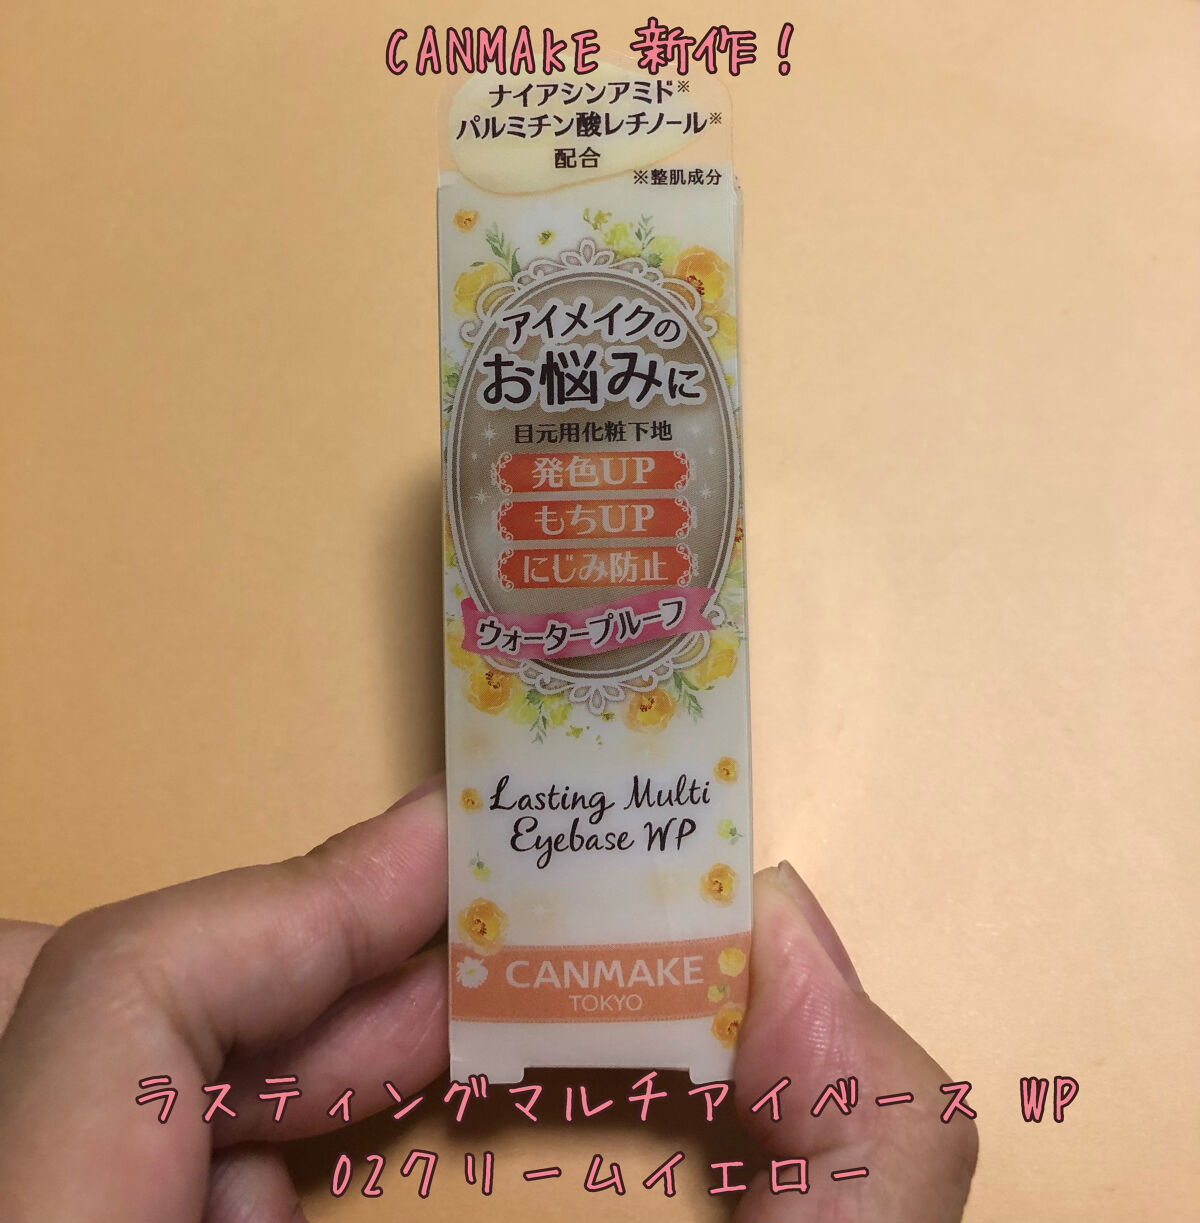 CANMAKE 新作！
ナイアシンアミド※
パルミチン酸レチノール※
配合
※整肌成分
アイメイクの
お悩みに
目元用化粧下地
発色UP
もちUP
にじみ防止
ウォータープルーフ
Lasting Multi
Eyebase WP
CANMAKE
TOKYO
ラスティングマルチアイベース WP
02クリームイエロー